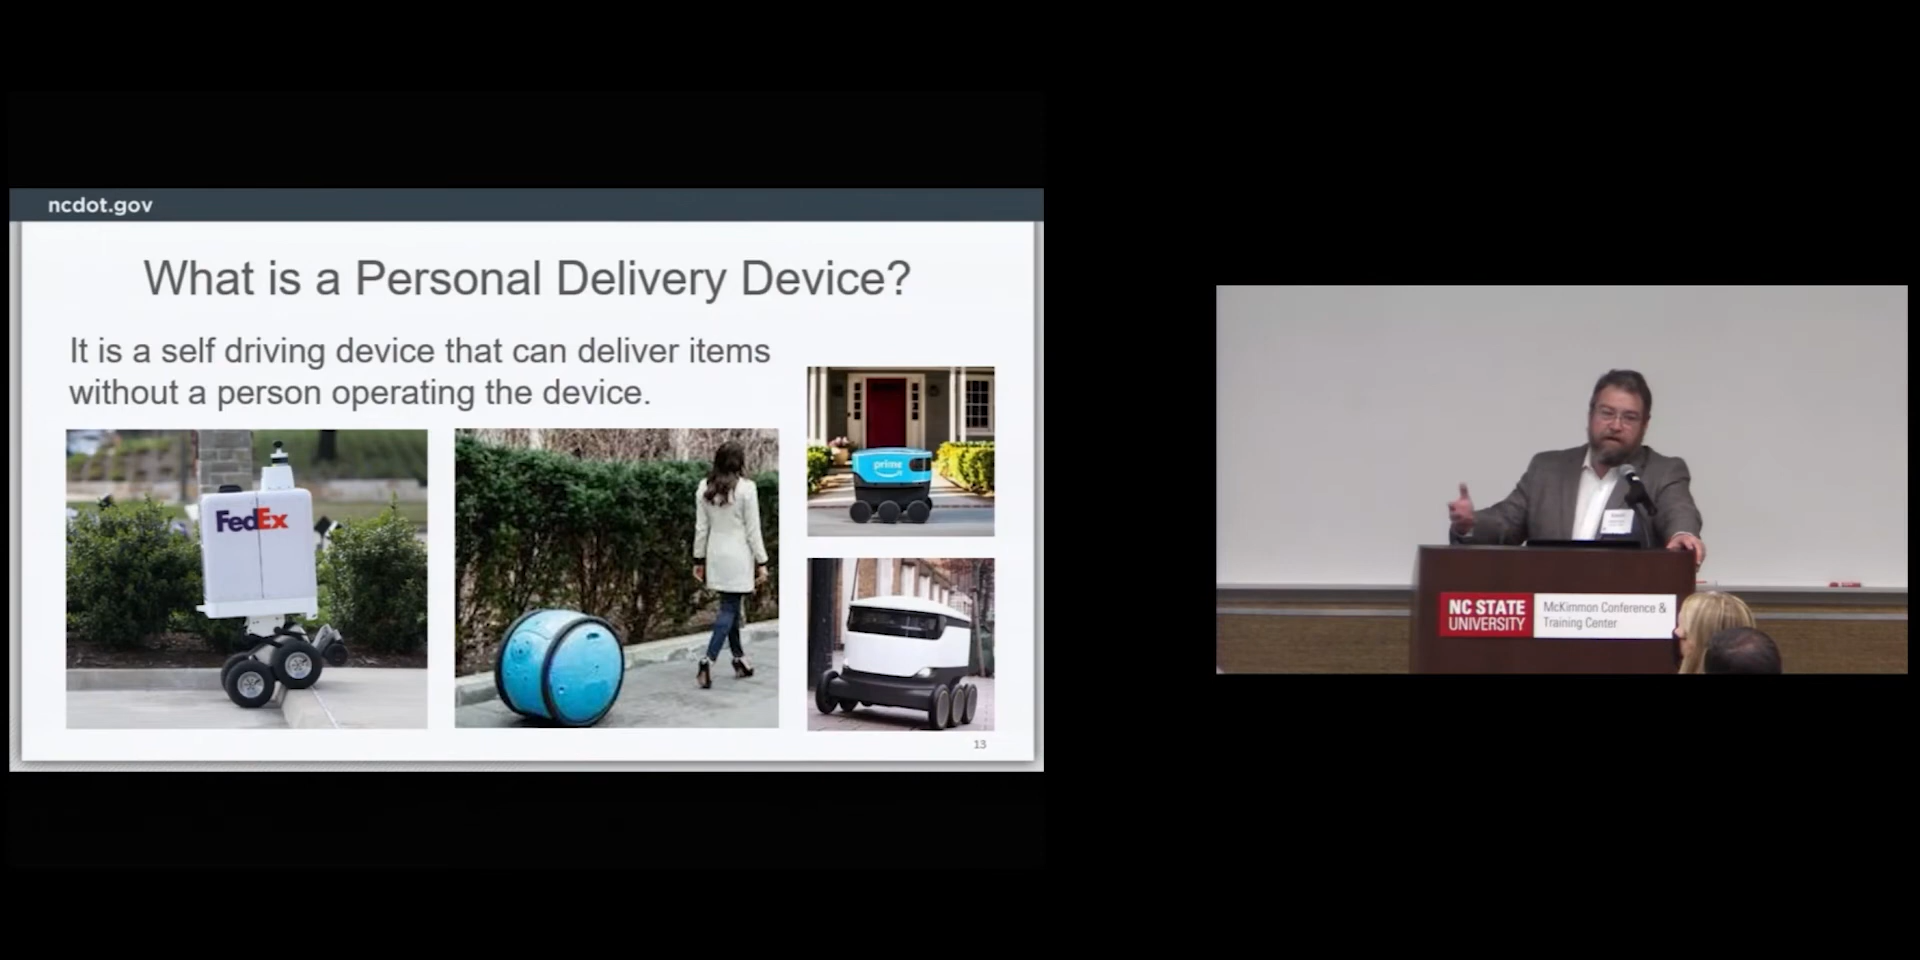 ncdot.gov
What is a Personal Delivery Device?
It is a self driving device that can deliver items
without a person operating the device.
FedEx
prime
13
NC STATE
UNIVERSITY
McKimmon Conference &
Training Center